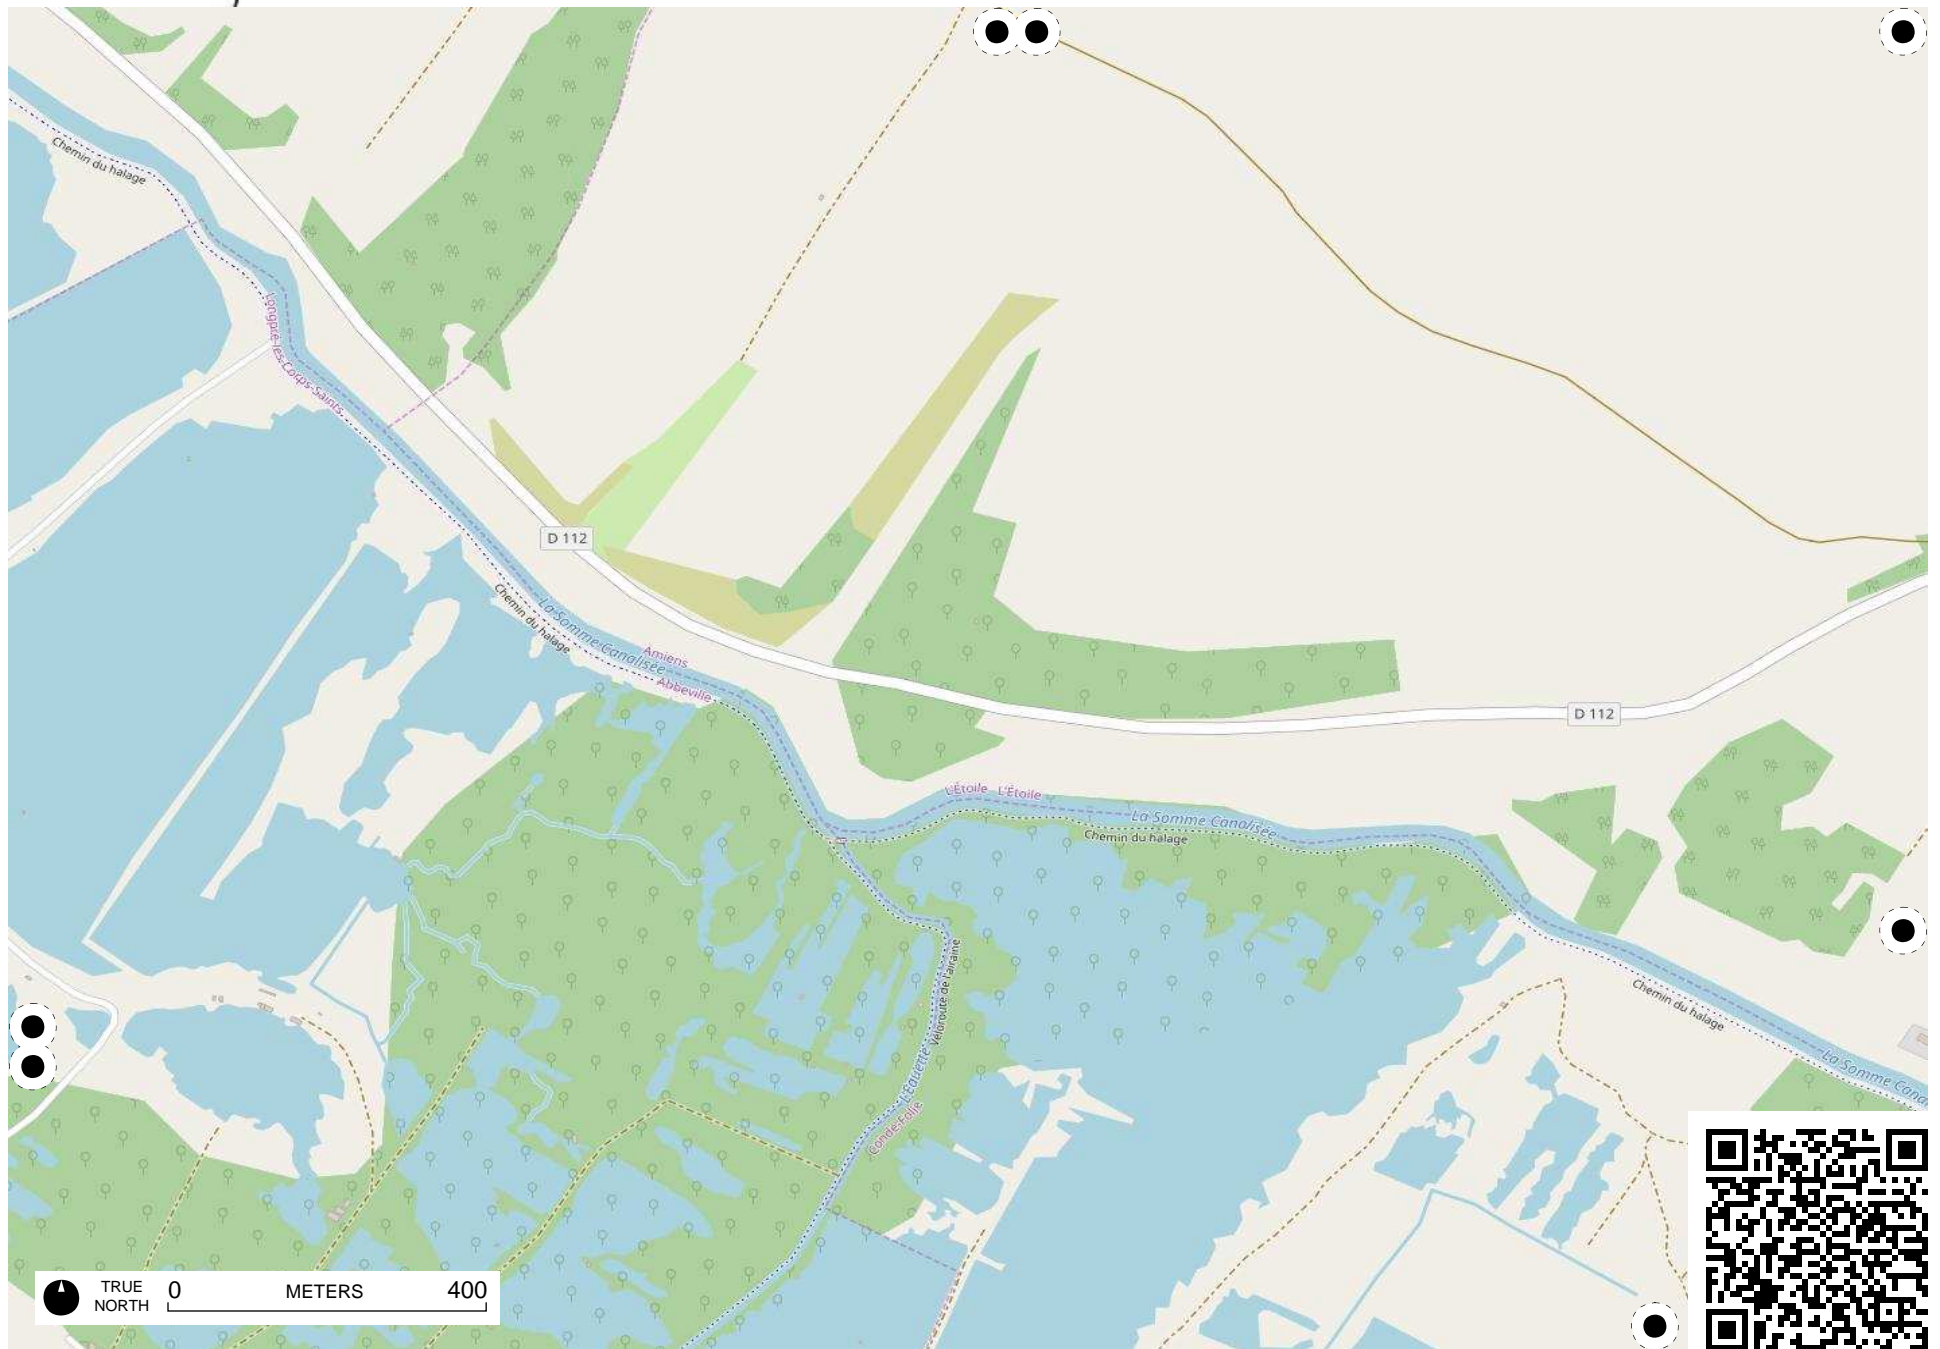 Chemin du halage
Longpré-les-Corps-Saints
D 112
Chemin du halage
La Somme Canalisée
Amiens
Abbeville
D 112
L'Étoile L'Étoile
La Somme Canalisée
Chemin du halage
Véloroute de l'airaine
Chemin du halage
L'Eauette
La Somme Cana
Condé-Folie
TRUE NORTH
0 METERS 400